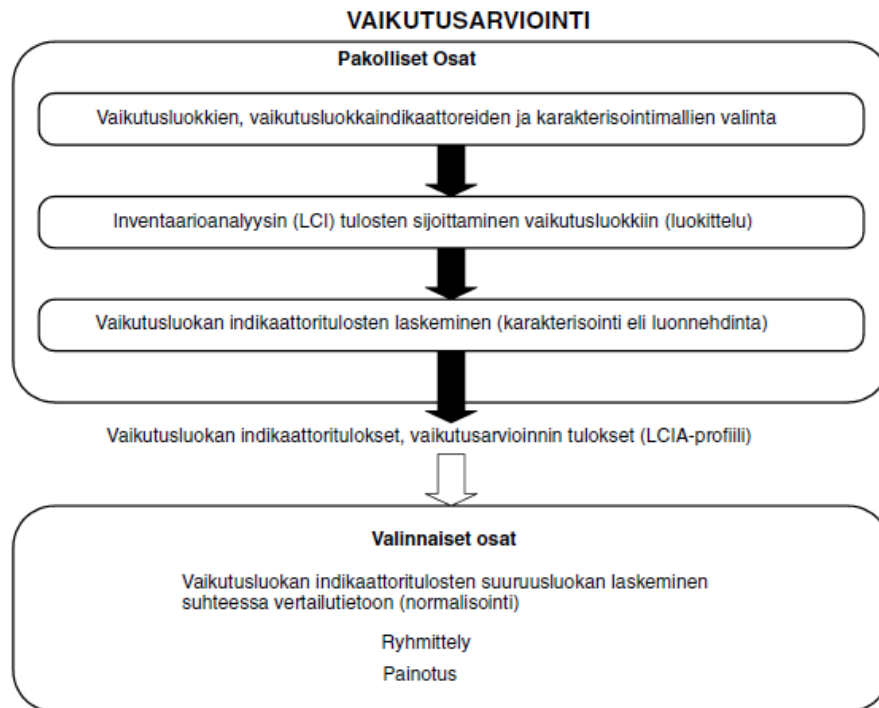 VAIKUTUSARVIOINTI
Pakolliset Osat
Vaikutusluokkien, vaikutusluokkaindikaattoreiden ja karakterisointimallien valinta
Inventaarioanalyysin (LCI) tulosten sijoittaminen vaikutusluokkiin (luokittelu)
Vaikutusluokan indikaattoritulosten laskeminen (karakterisointi eli luonnehdinta)
Vaikutusluokan indikaattoritulokset, vaikutusarvioinnin tulokset (LCIA-profiili)
Valinnaiset osat
Vaikutusluokan indikaattoritulosten suuruusluokan laskeminen
suhteessa vertailutietoon (normalisointi)
Ryhmittely
Painotus